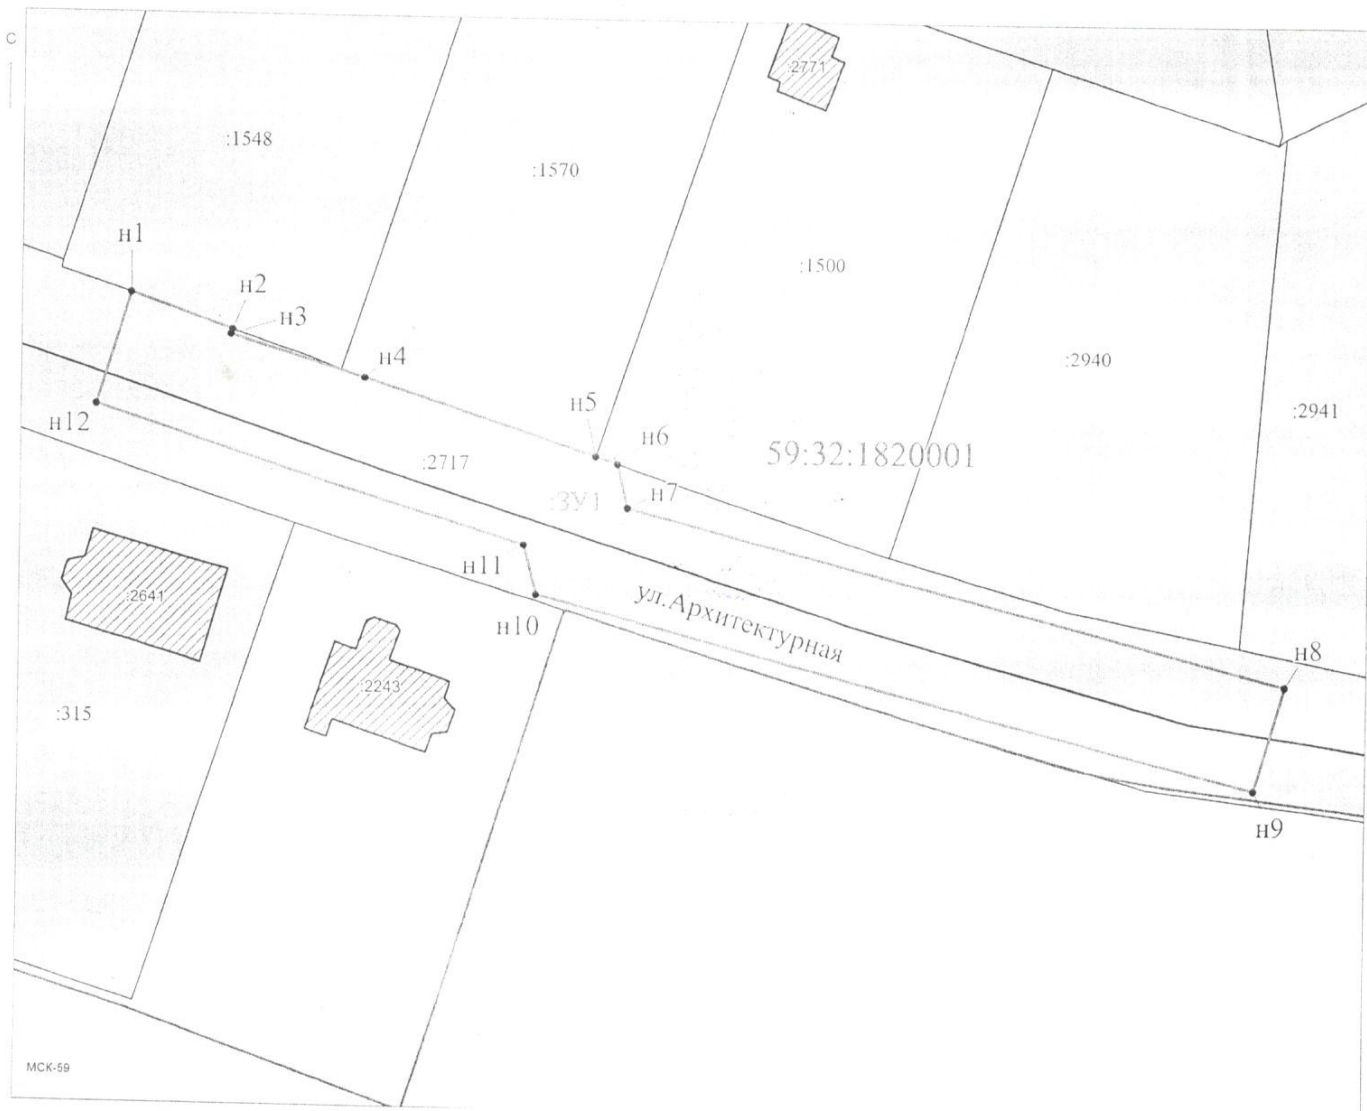 С
:2771
:1548
:1570
н1
:1500
н2
н3
н4
:2940
н5
:2941
н12
н6
59:32:1820001
:2717
н7
:ЗУ1
н11
:2641
ул.Архитектурная
н10
н8
:2243
:315
н9
МСК-59